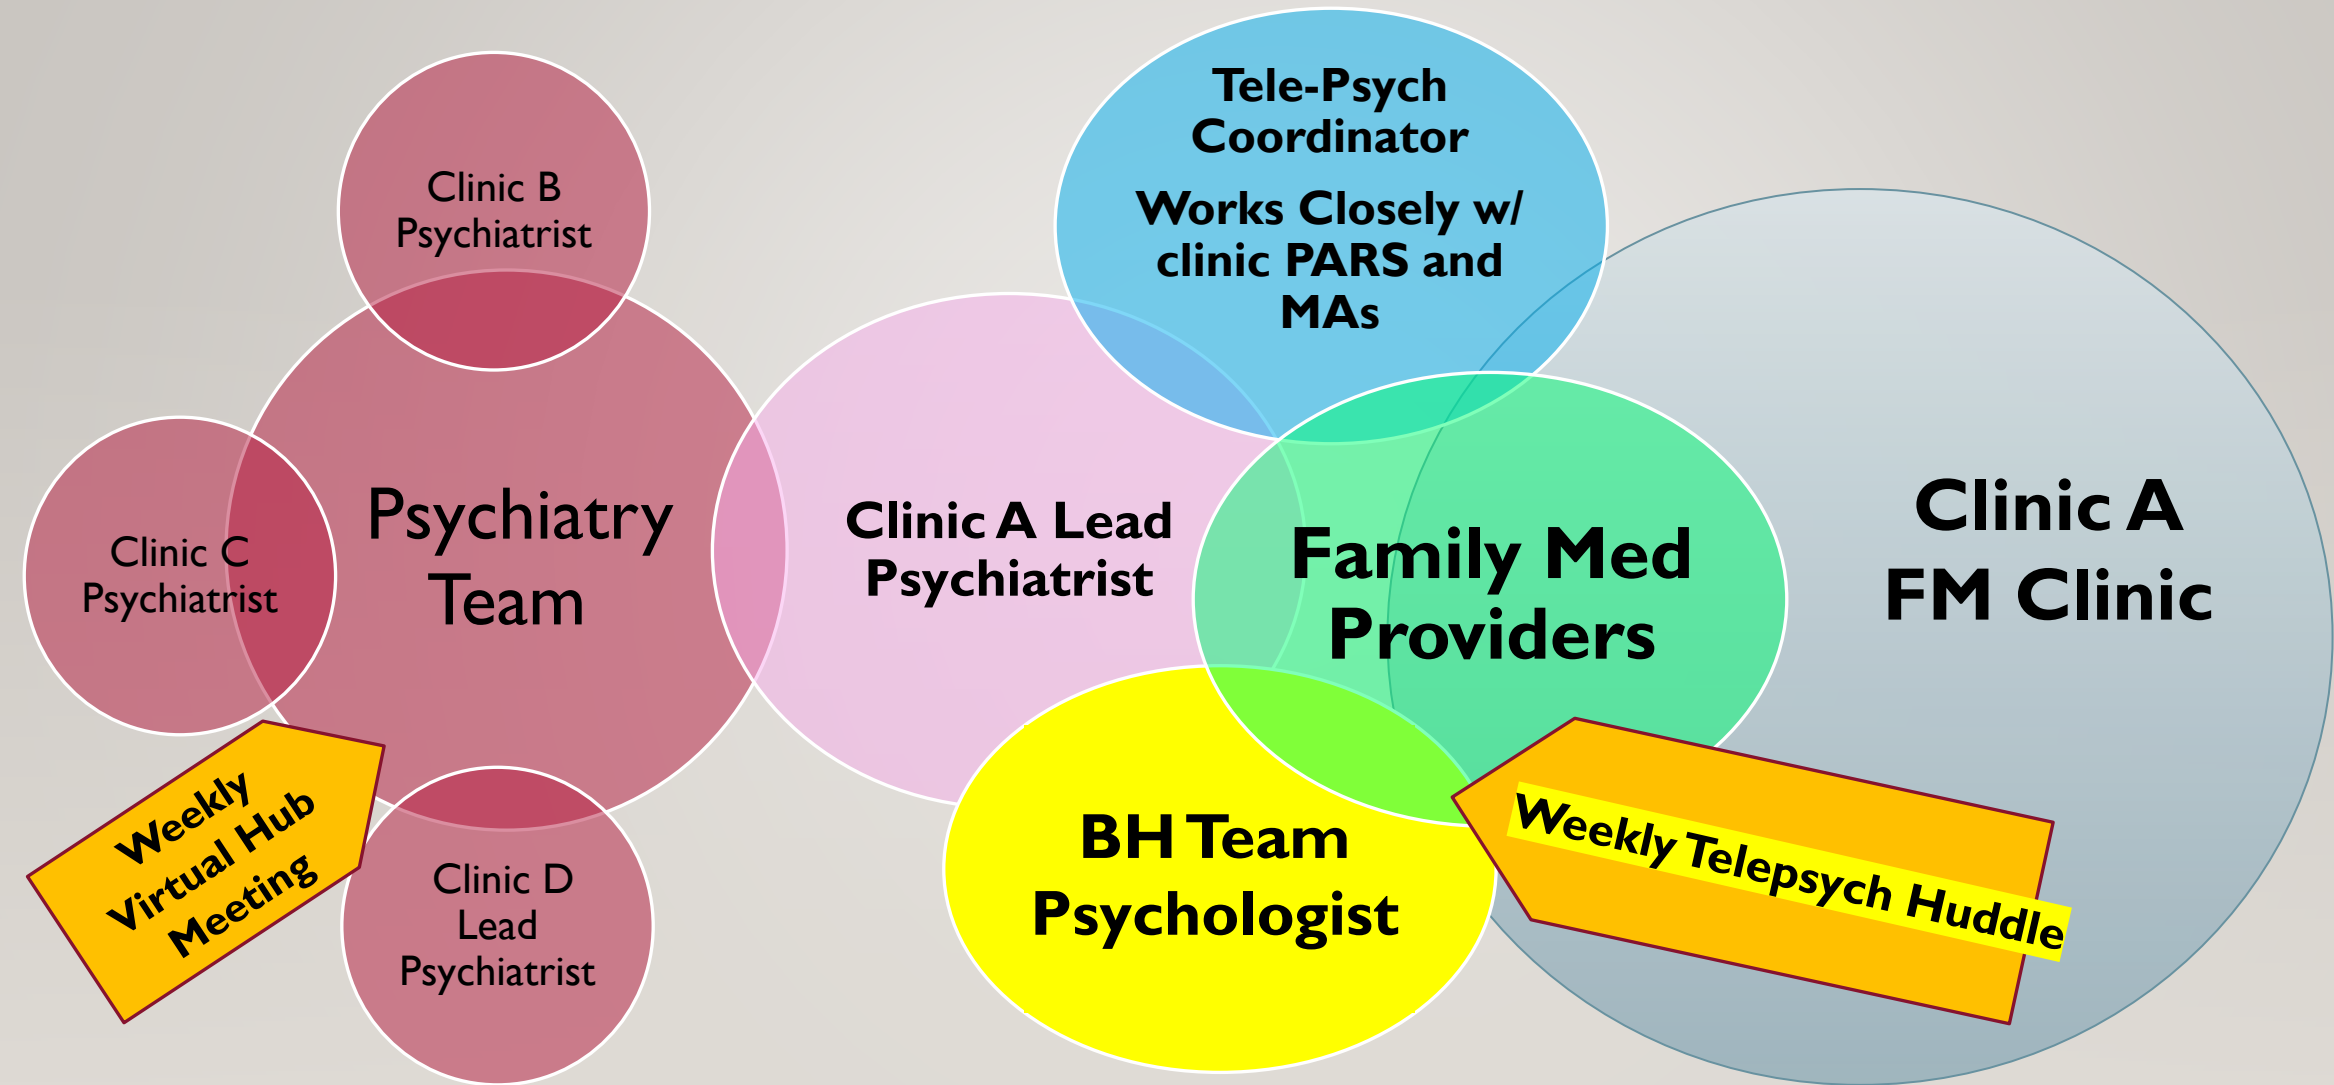 Clinic B
Psychiatrist
Clinic C
Psychiatrist
Psychiatry
Team
Weekly
Virtual Hub
Meeting
Clinic D
Lead
Psychiatrist
Clinic A Lead
Psychiatrist
Tele-Psych
Coordinator
Works Closely w/
clinic PARS and
MAs
Family Med
Providers
BH Team
Psychologist
Clinic A
FM Clinic
Weekly Telepsych Huddle